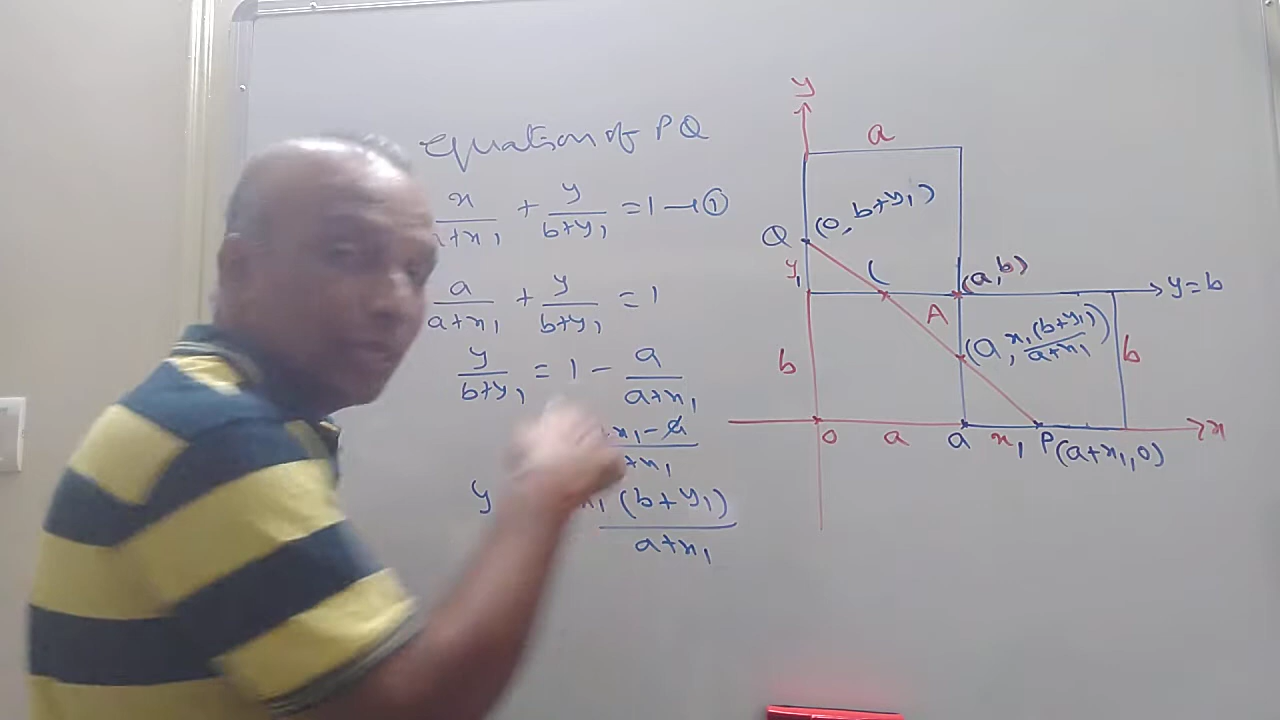 equation of PQ
x/a+x₁ + y/b+y₁ = 1 → ①
a/a+x₁ + y/b+y₁ = 1
y/b+y₁ = 1 - a/a+x₁
x₁ - a/+x₁
y x₁(b+y₁)/a+x₁
y
a
Q (0, b+y₁)
y₁
(
(a, b)
y=b
A
(a, x₁(b+y₁)/a+x₁)
b
b
0
a
a
x₁
P(a+x₁, 0)
x